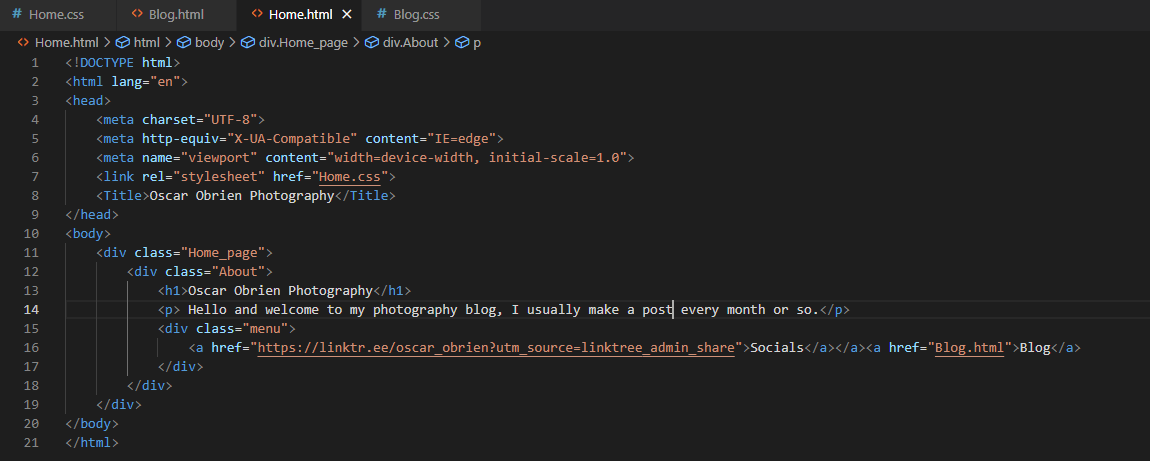 # Home.css <> Blog.html <> Home.html × # Blog.css
<> Home.html > html > body > div.Home_page > div.About > p
1 <!DOCTYPE html>
2 <html lang="en">
3 <head>
4 <meta charset="UTF-8">
5 <meta http-equiv="X-UA-Compatible" content="IE=edge">
6 <meta name="viewport" content="width=device-width, initial-scale=1.0">
7 <link rel="stylesheet" href="Home.css">
8 <Title>Oscar Obrien Photography</Title>
9 </head>
10 <body>
11 <div class="Home_page">
12 <div class="About">
13 <h1>Oscar Obrien Photography</h1>
14 <p> Hello and welcome to my photography blog, I usually make a post every month or so.</p>
15 <div class="menu">
16 <a href="https://linktr.ee/oscar_obrien?utm_source=linktree_admin_share">Socials</a></a><a href="Blog.html">Blog</a>
17 </div>
18 </div>
19 </div>
20 </body>
21 </html>